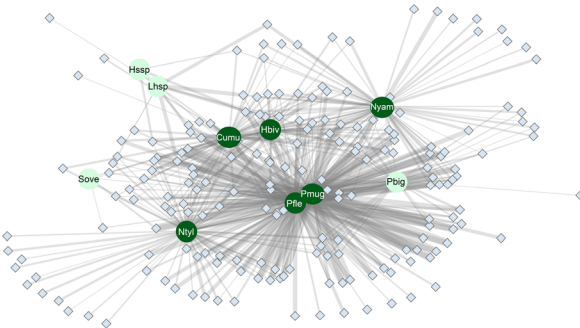 Hssp
Lhsp
Nyam
Hbiv
Cumu
Sove
Pbig
Pmug
Pfle
Ntyl